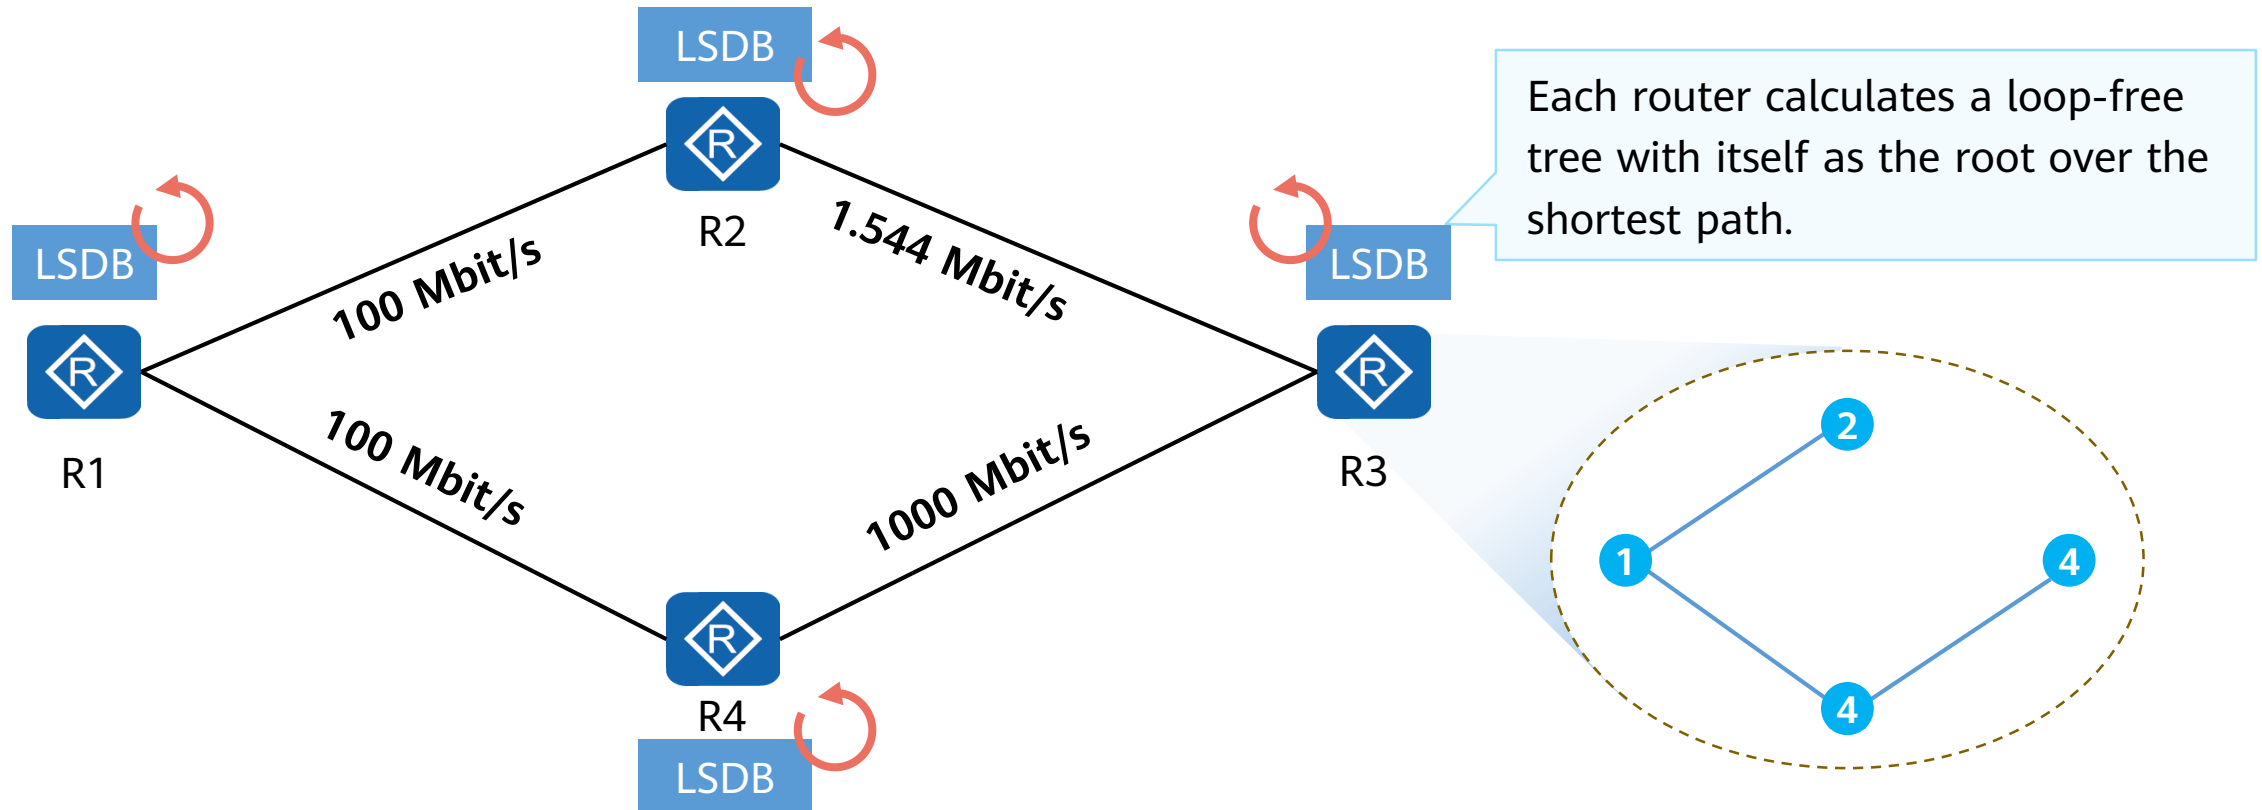 LSDB
R
R2
LSDB
R
R1
100 Mbit/s
1.544 Mbit/s
100 Mbit/s
1000 Mbit/s
R
R4
LSDB
LSDB
R
R3
Each router calculates a loop-free
tree with itself as the root over the
shortest path.
2
1
4
4